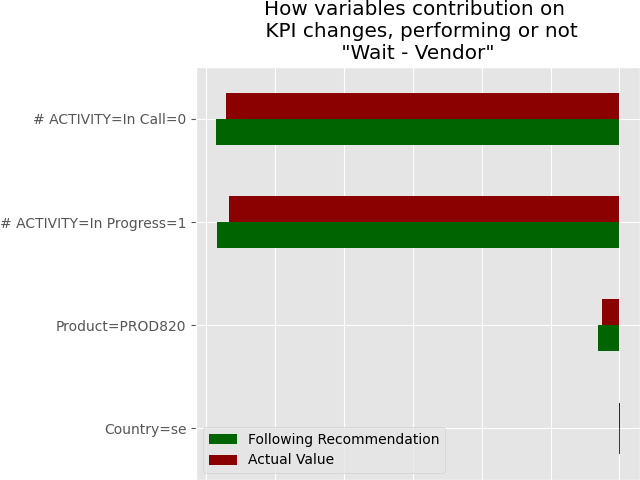 How variables contribution on
KPI changes, performing or not
"Wait - Vendor"
# ACTIVITY=In Call=0
# ACTIVITY=In Progress=1
Product=PROD820
Country=se
Following Recommendation
Actual Value